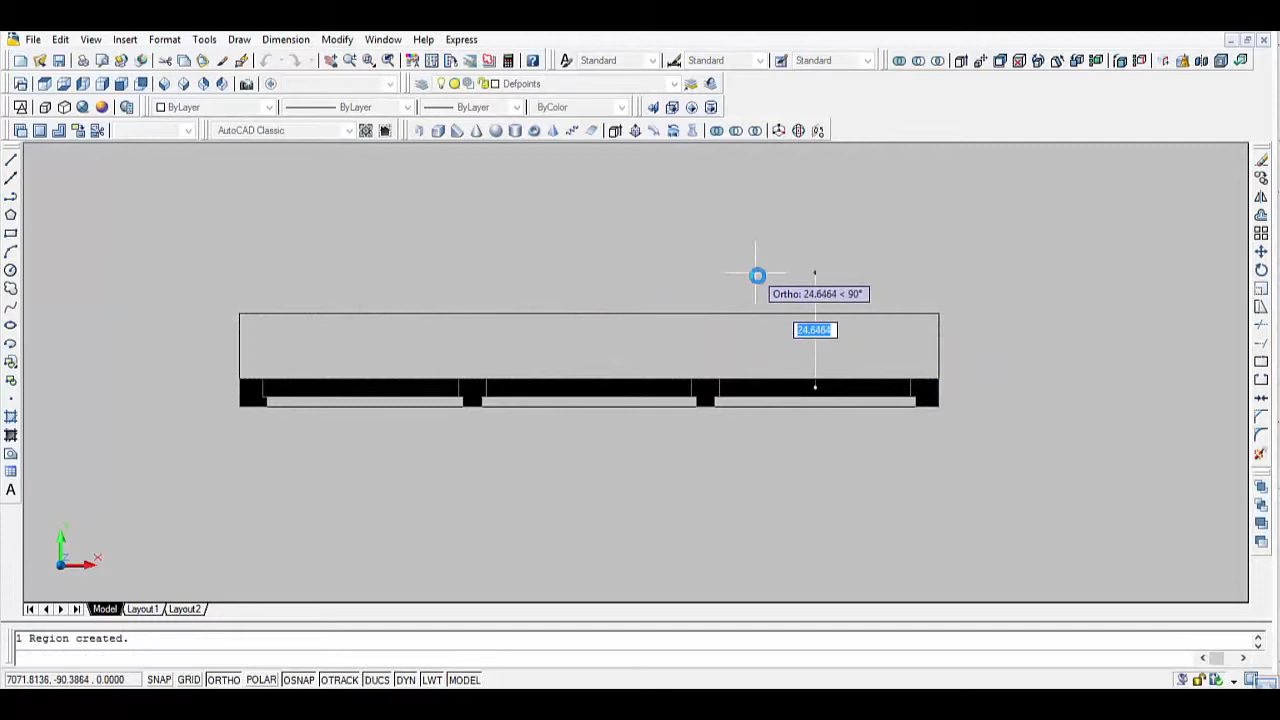 File Edit View Insert Format Tools Draw Dimension Modify Window Help Express
Standard Standard Standard
Defpoints
ByLayer ByLayer ByLayer ByColor
AutoCAD Classic
Ortho: 24.6464 < 90°
24.6464
A
X
Model Layout1 Layout2
1 Region created.
7071.8136, -90.3864 , 0.0000 SNAP GRID ORTHO POLAR OSNAP OTRACK DUCS DYN LWT MODEL